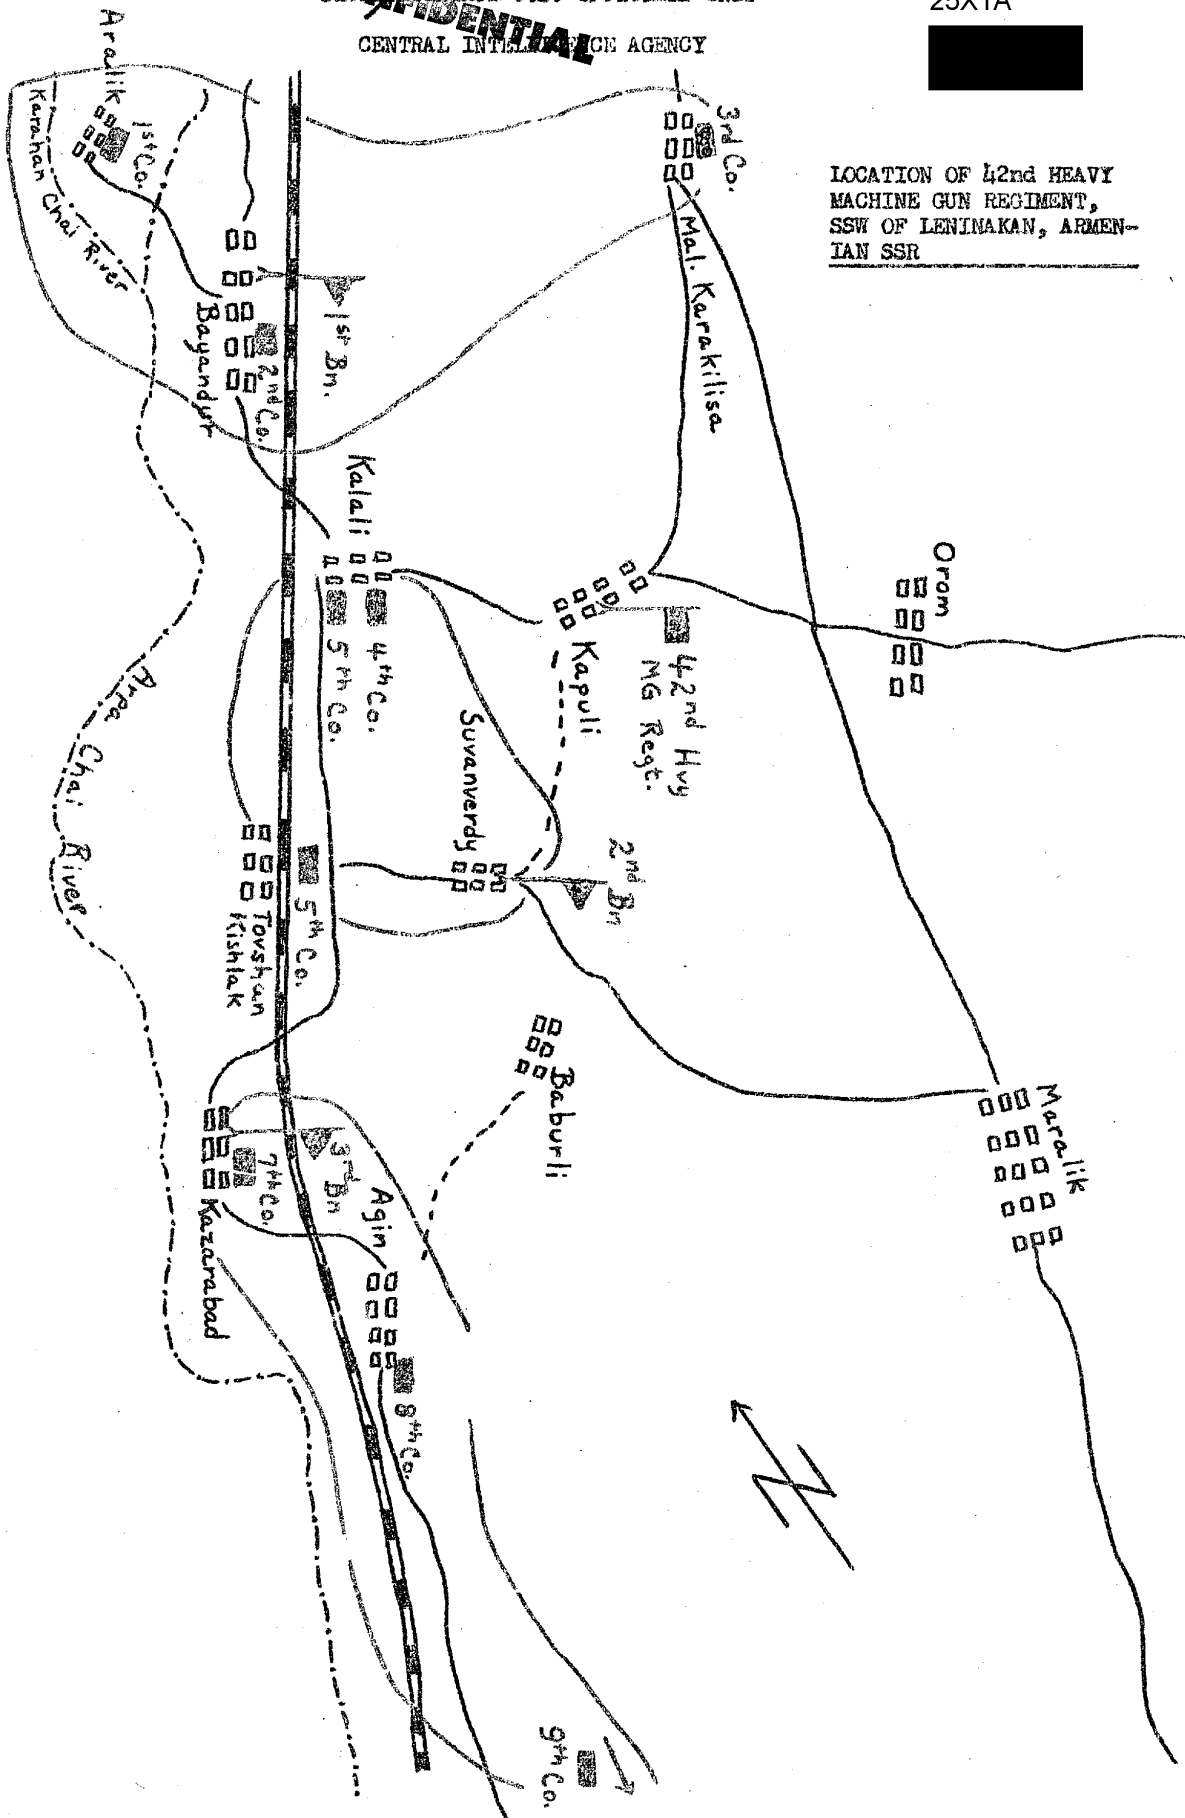 CONFIDENTIAL
CENTRAL INTELLIGENCE AGENCY
25X1A
LOCATION OF 42nd HEAVY
MACHINE GUN REGIMENT,
SSW OF LENINAKAN, ARMEN-
IAN SSR
Aralik
1st Co.
Karahan Chai River
3rd Co.
Mal. Karakilisa
1st Bn.
2nd Co.
Bayandur
Orom
Kalali
4th Co.
5th Co.
Kapuli
42nd Hvy
MG Regt.
Suvanverdy
2nd Bn
Arpa Chai River
5th Co.
Tovshan
Kishlak
Baburli
Maralik
3rd Bn
7th Co.
Kazarabad
Agin
8th Co.
N
9th Co.